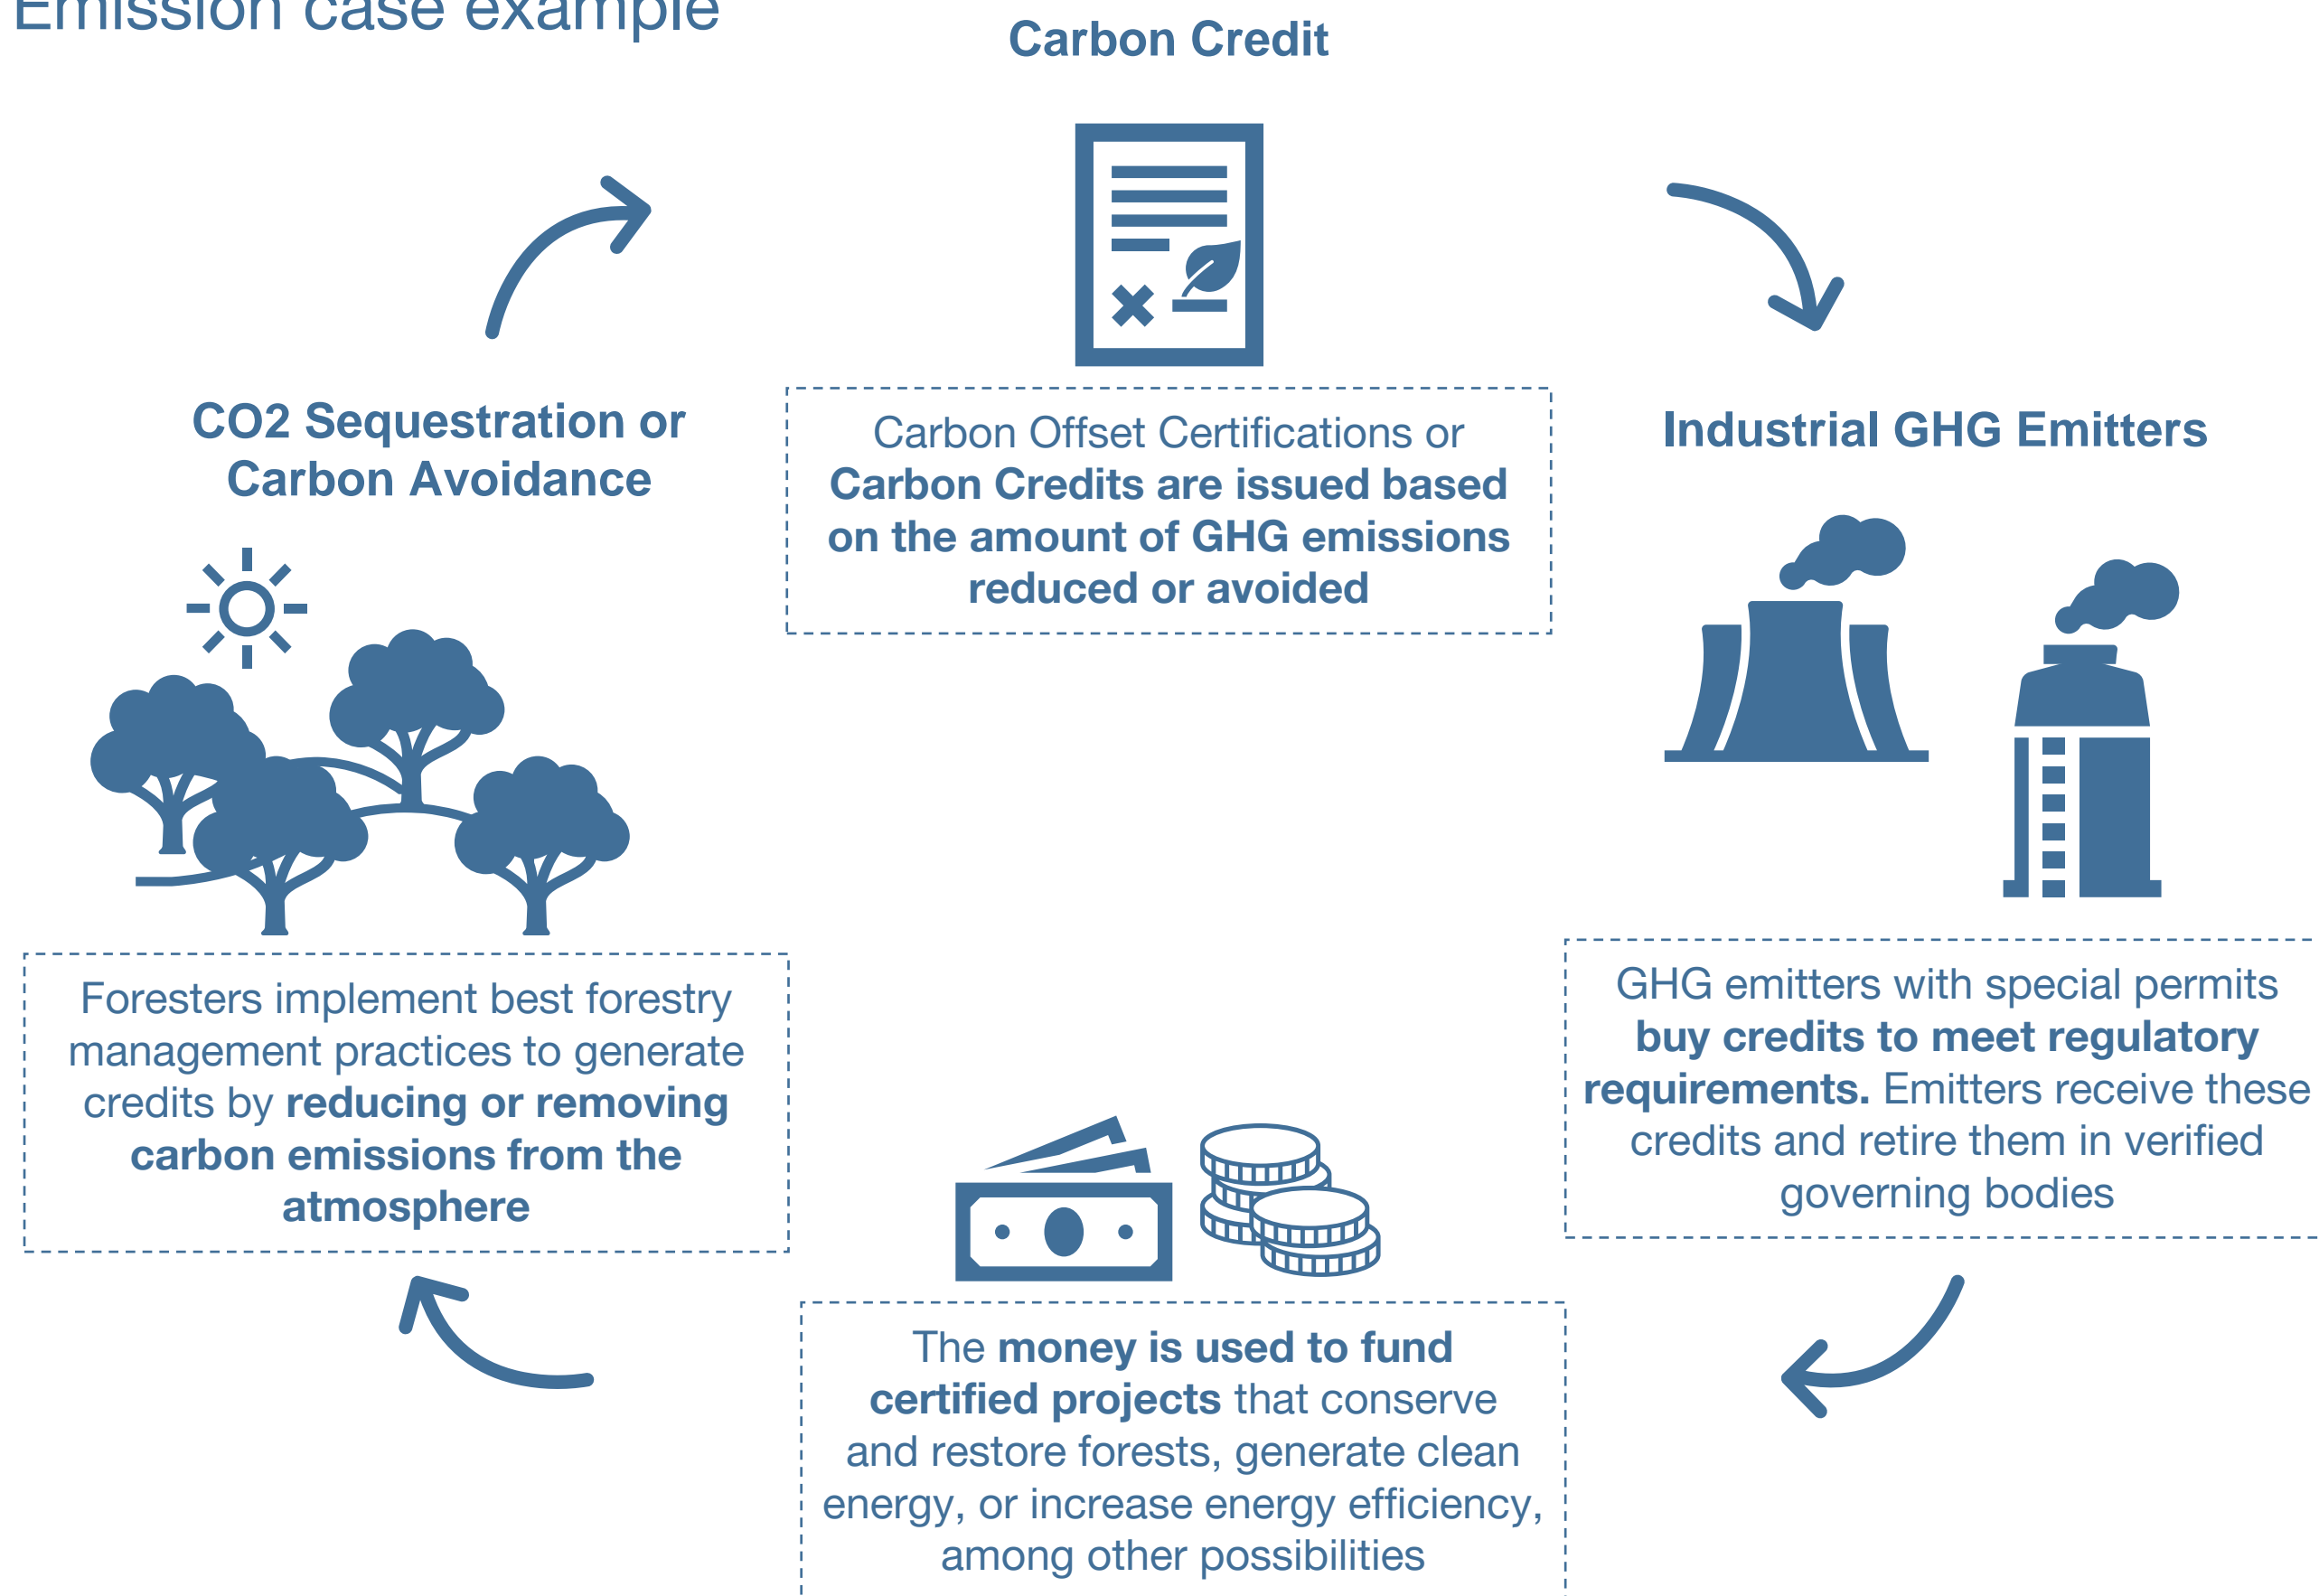 Emission case example
Carbon Credit
Carbon Offset Certifications or
Carbon Credits are issued based
on the amount of GHG emissions
reduced or avoided
CO2 Sequestration or
Carbon Avoidance
Foresters implement best forestry
management practices to generate
credits by reducing or removing
carbon emissions from the
atmosphere
Industrial GHG Emitters
GHG emitters with special permits
buy credits to meet regulatory
requirements. Emitters receive these
credits and retire them in verified
governing bodies
The money is used to fund
certified projects that conserve
and restore forests, generate clean
energy, or increase energy efficiency,
among other possibilities